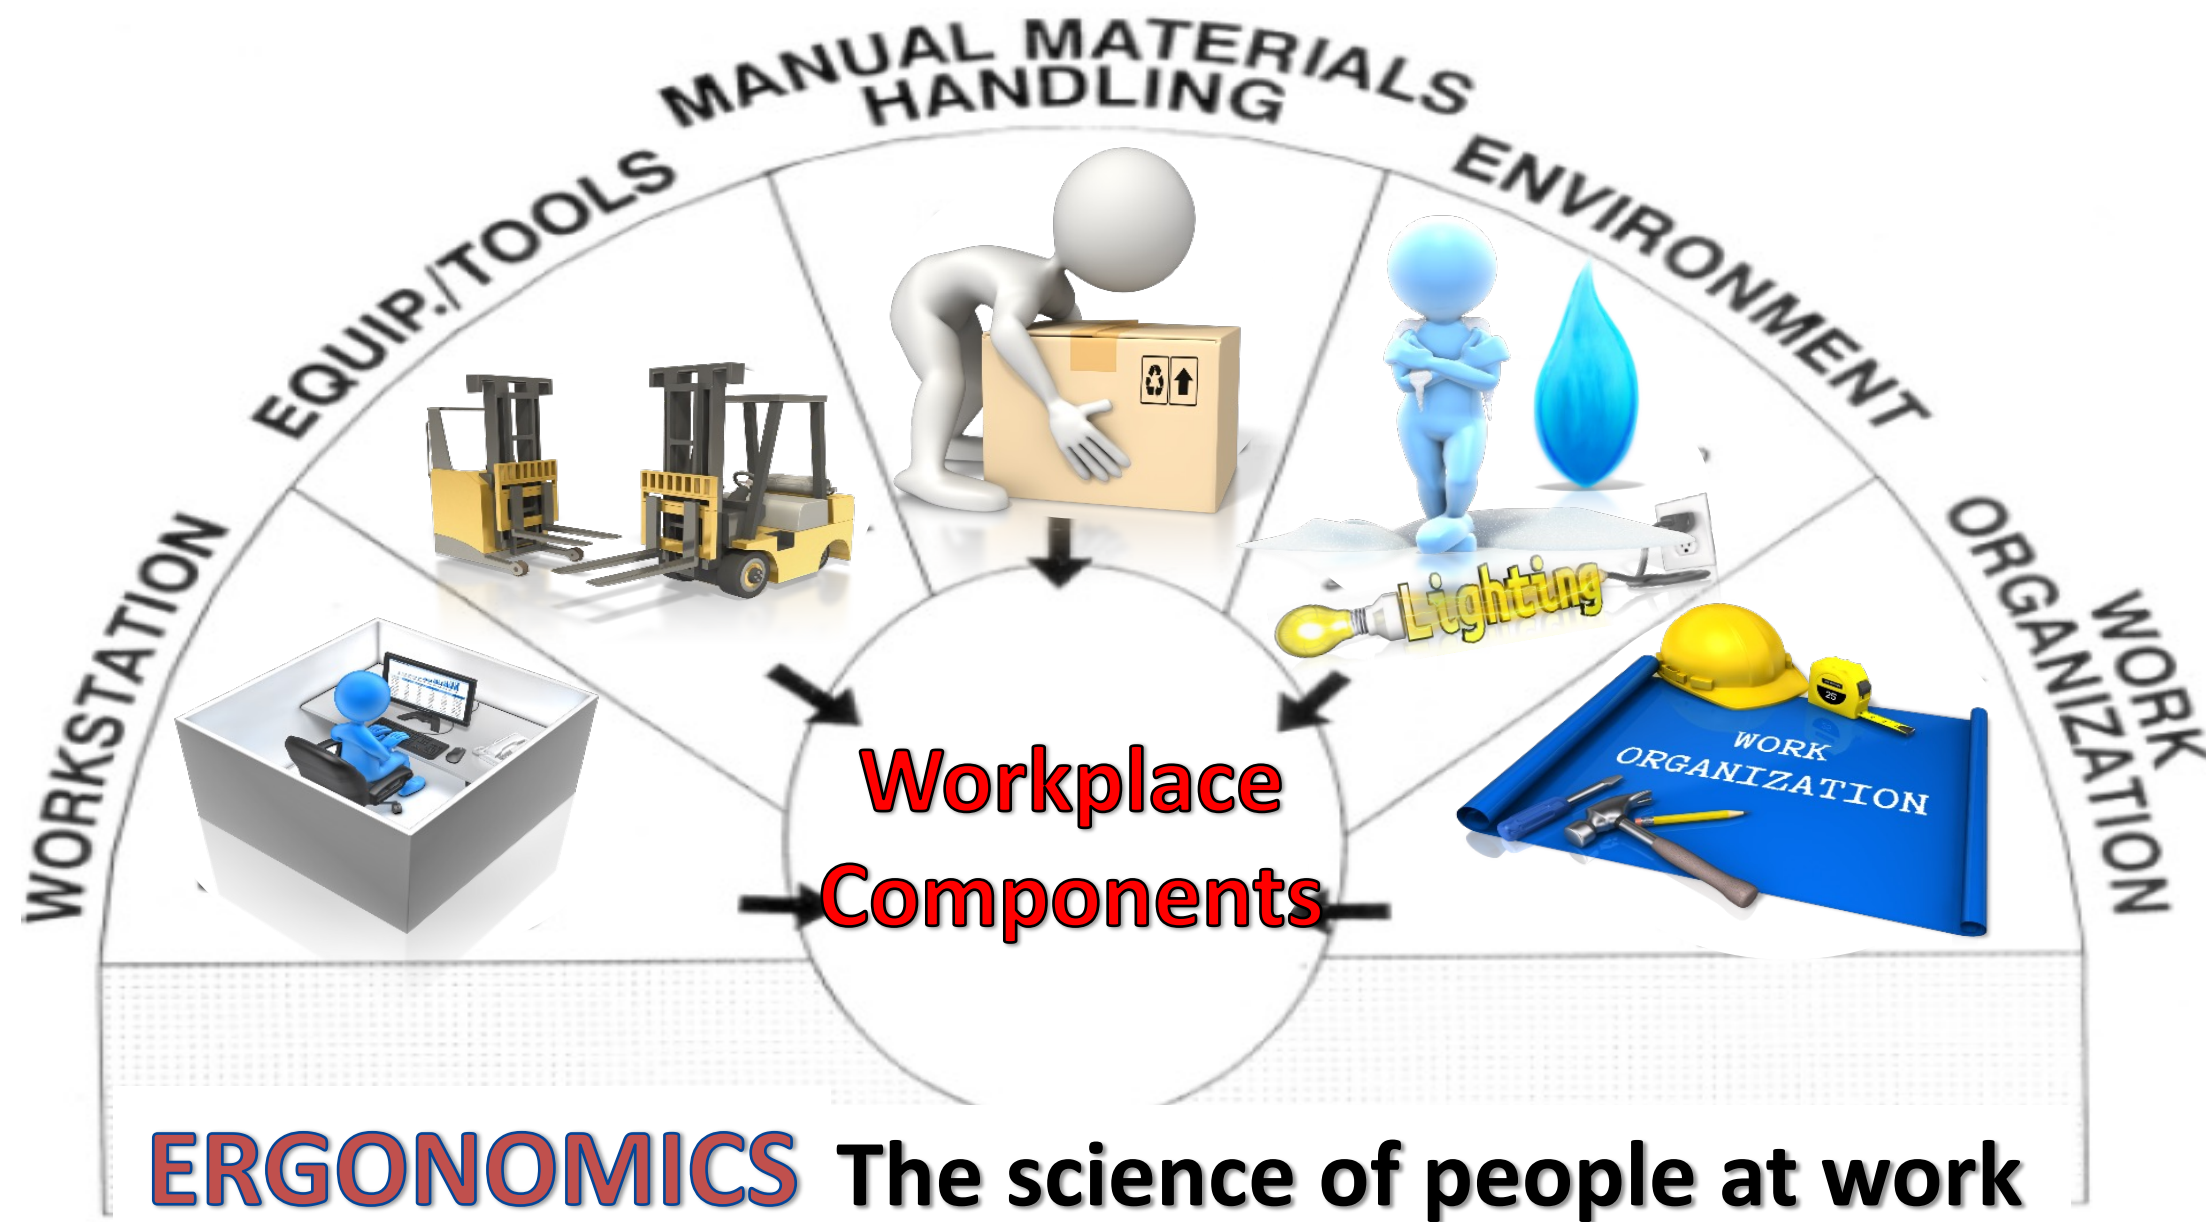 MANUAL MATERIALS
HANDLING
EQUIP./TOOLS
ENVIRONMENT
WORKSTATION
WORK
ORGANIZATION
Lighting
WORK
ORGANIZATION
25
Workplace
Components
ERGONOMICS The science of people at work